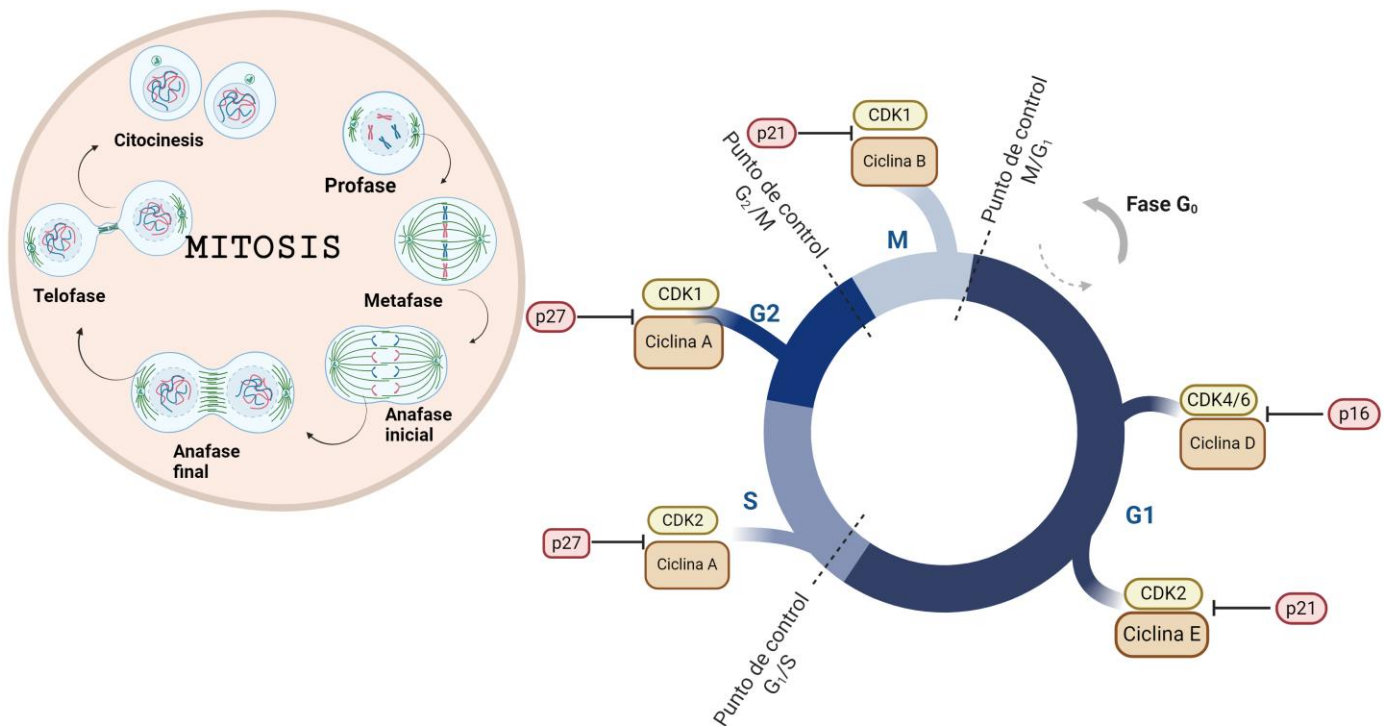 Citocinesis
Profase
MITOSIS
Telofase
Metafase
Anafase
inicial
Anafase
final
p21
CDK1
Ciclina B
Punto de control
G₂/M
M
Punto de control
M/G₁
Fase G₀
p27
CDK1
Ciclina A
G2
CDK4/6
Ciclina D
p16
S
G1
p27
CDK2
Ciclina A
CDK2
Ciclina E
p21
Punto de control
G₁/S